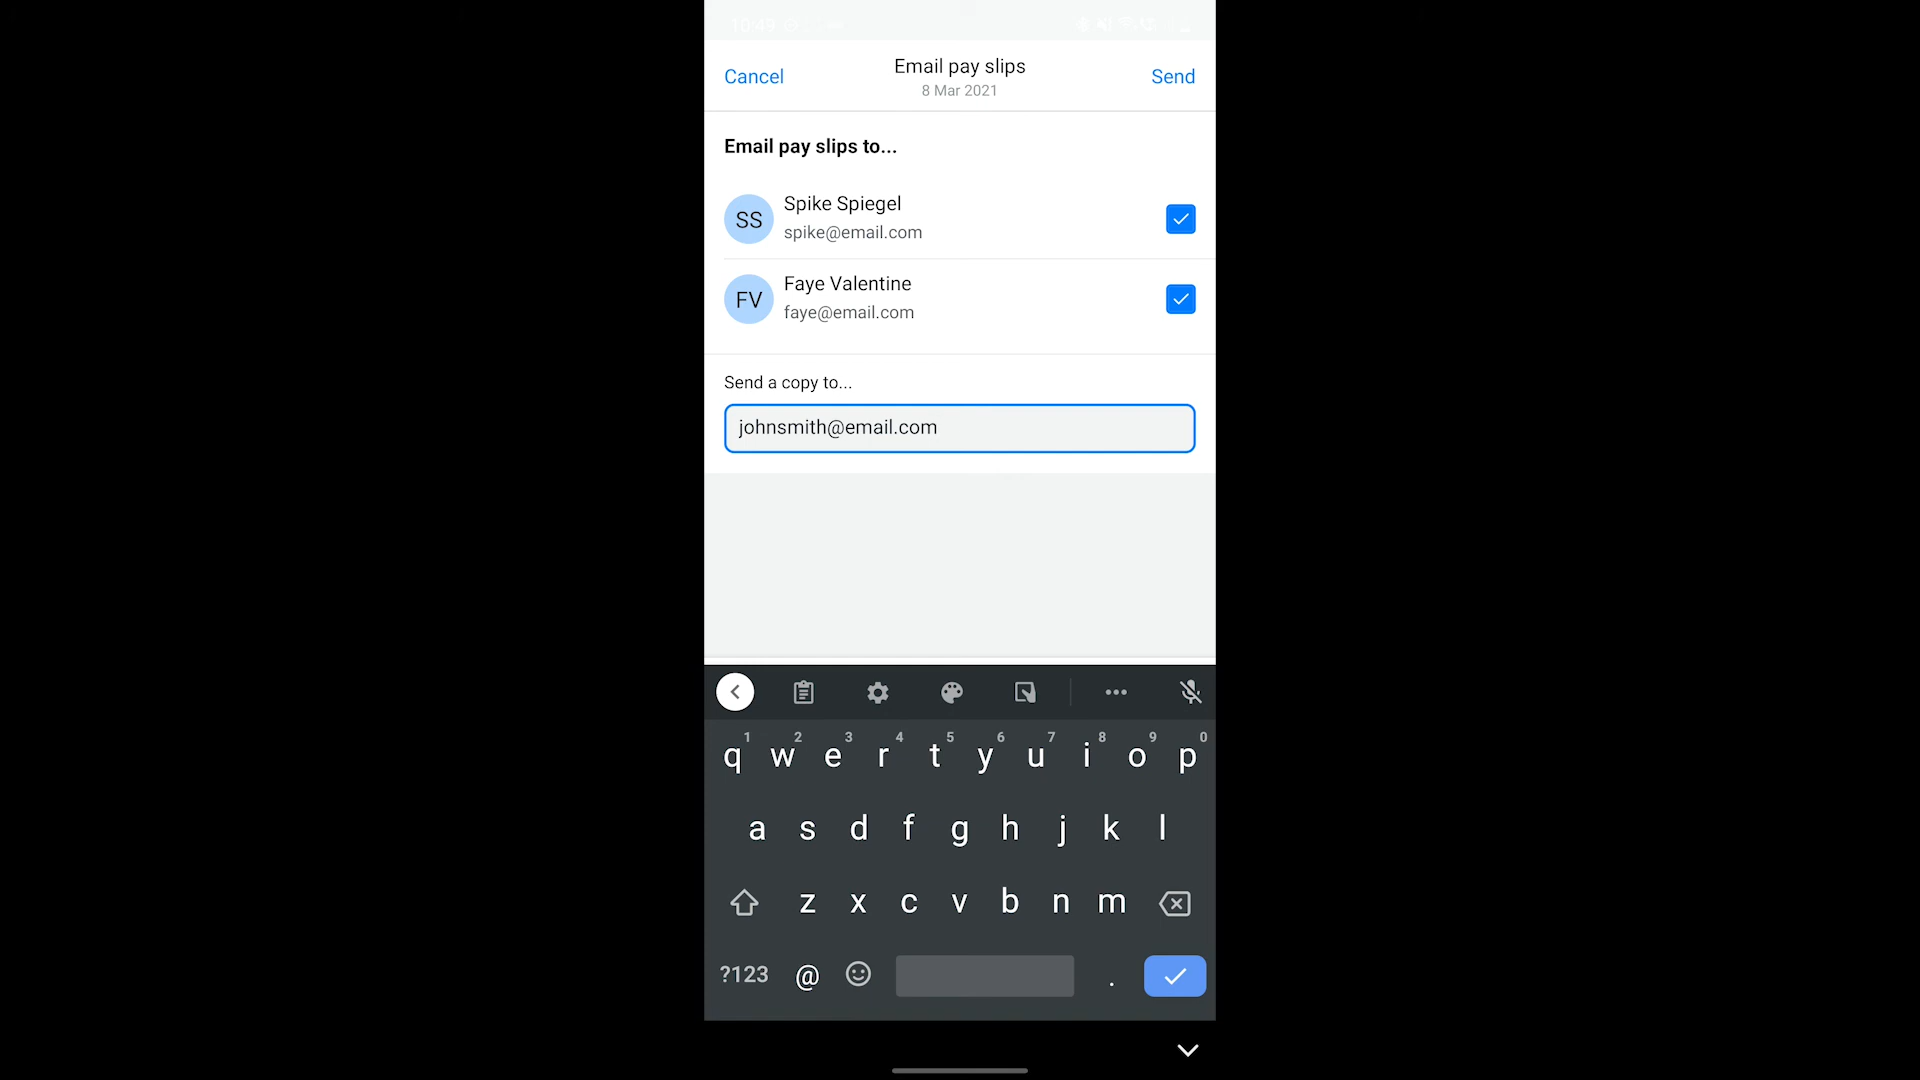 Cancel
Email pay slips
8 Mar 2021
Send
Email pay slips to...
SS
Spike Spiegel
spike@email.com
FV
Faye Valentine
faye@email.com
Send a copy to...
johnsmith@email.com
1 2 3 4 5 6 7 8 9 0
q w e r t y u i o p
a s d f g h j k l
z x c v b n m
?123 @ .